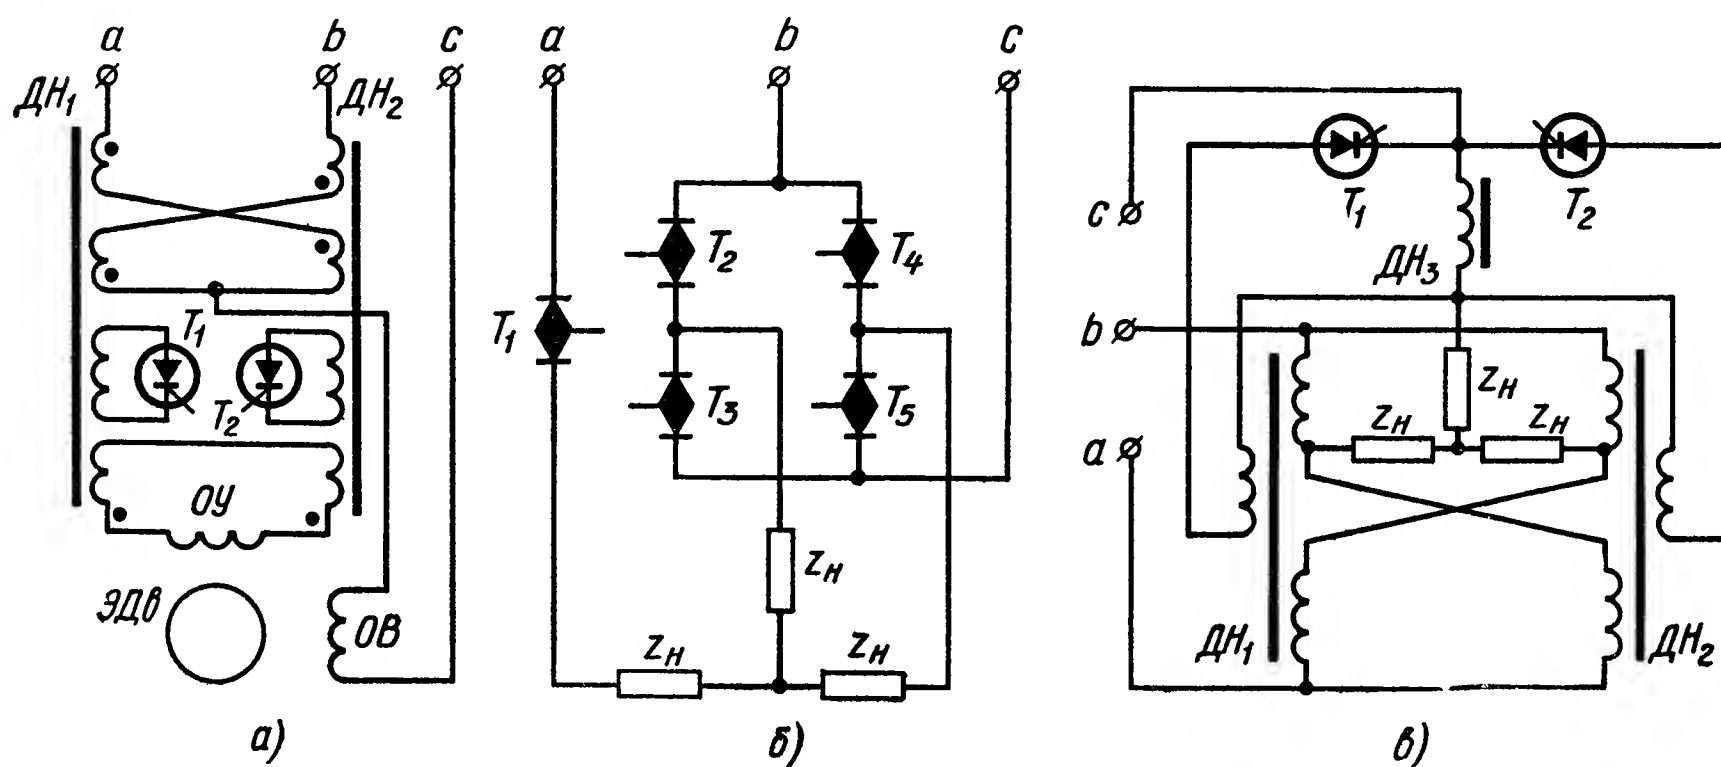 a b c
ДН₁ ДН₂
T₁
T₂
ОУ
ЭДв ОВ
а)
a b c
T₂ T₄
T₁
T₃ T₅
zн
zн zн
б)
T₁ T₂
c
ДН₃
b
zн
zн zн
a
ДН₁ ДН₂
в)